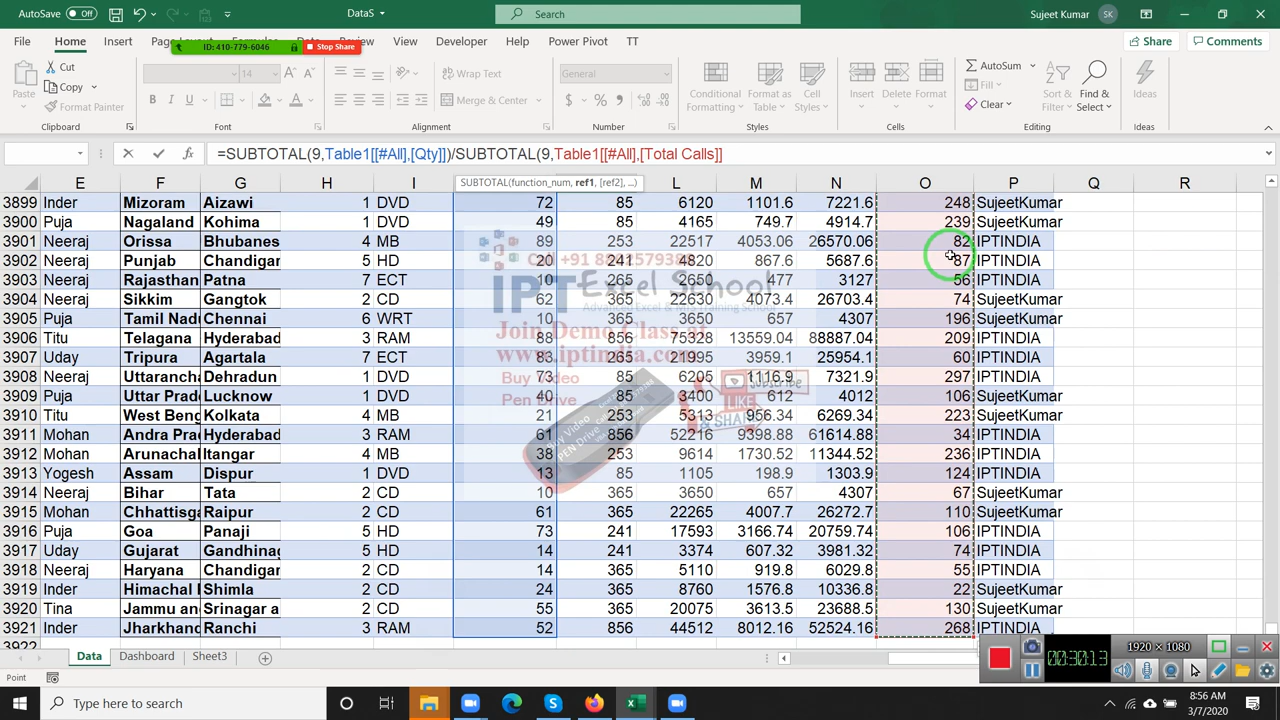 AutoSave Off DataS Search Sujeet Kumar SK
File Home Insert Page Layout Formulas Data Review View Developer Help Power Pivot TT Share Comments
ID: 410-779-6046 Stop Share
Cut Copy Format Painter Paste 14 Wrap Text Merge & Center General Conditional Formatting Format as Table Cell Styles Insert Delete Format AutoSum Fill Clear Sort & Filter Find & Select Ideas
Clipboard Font Alignment Number Styles Cells Editing Ideas
=SUBTOTAL(9,Table1[[#All],[Qty]])/SUBTOTAL(9,Table1[[#All],[Total Calls]]
SUBTOTAL(function_num, ref1, [ref2], ...)
E F G H I L M N O P Q R
3899 Inder Mizoram Aizawi 1 DVD 72 85 6120 1101.6 7221.6 248 SujeetKumar
3900 Puja Nagaland Kohima 1 DVD 49 85 4165 749.7 4914.7 239 SujeetKumar
3901 Neeraj Orissa Bhubanes 4 MB 89 253 22517 4053.06 26570.06 82 IPTINDIA
3902 Neeraj Punjab Chandigar 5 HD 20 241 4820 867.6 5687.6 87 IPTINDIA
3903 Neeraj Rajasthan Patna 7 ECT 10 265 2650 477 3127 56 IPTINDIA
3904 Neeraj Sikkim Gangtok 2 CD 62 365 22630 4073.4 26703.4 74 SujeetKumar
3905 Puja Tamil Nad Chennai 6 WRT 10 365 3650 657 4307 196 SujeetKumar
3906 Titu Telagana Hyderabad 3 RAM 88 856 75328 13559.04 88887.04 209 IPTINDIA
3907 Uday Tripura Agartala 7 ECT 83 265 21995 3959.1 25954.1 60 IPTINDIA
3908 Neeraj Uttarancha Dehradun 1 DVD 73 85 6205 1116.9 7321.9 297 IPTINDIA
3909 Puja Uttar Prade Lucknow 1 DVD 40 85 3400 612 4012 106 SujeetKumar
3910 Titu West Beng Kolkata 4 MB 21 253 5313 956.34 6269.34 223 SujeetKumar
3911 Mohan Andra Prad Hyderabad 3 RAM 61 856 52216 9398.88 61614.88 34 IPTINDIA
3912 Mohan Arunachal Itangar 4 MB 38 253 9614 1730.52 11344.52 236 IPTINDIA
3913 Yogesh Assam Dispur 1 DVD 13 85 1105 198.9 1303.9 124 IPTINDIA
3914 Neeraj Bihar Tata 2 CD 10 365 3650 657 4307 67 SujeetKumar
3915 Mohan Chhattisga Raipur 2 CD 61 365 22265 4007.7 26272.7 110 SujeetKumar
3916 Puja Goa Panaji 5 HD 73 241 17593 3166.74 20759.74 106 IPTINDIA
3917 Uday Gujarat Gandhinag 5 HD 14 241 3374 607.32 3981.32 74 IPTINDIA
3918 Neeraj Haryana Chandigar 2 CD 14 365 5110 919.8 6029.8 55 IPTINDIA
3919 Inder Himachal Shimla 2 CD 24 365 8760 1576.8 10336.8 22 SujeetKumar
3920 Tina Jammu an Srinagar a 2 CD 55 365 20075 3613.5 23688.5 130 SujeetKumar
3921 Inder Jharkhand Ranchi 3 RAM 52 856 44512 8012.16 52524.16 268 IPTINDIA
3922
IPT Excel School
Advanced Excel & MIS Training School
Join Demo Class at
www.iptindia.com
Buy Video
Pen Drive
Subscribe
LIKE
& SHARE
Data Dashboard Sheet3
1920 × 1080
00:30:13
Point
Type here to search 8:56 AM
3/7/2020